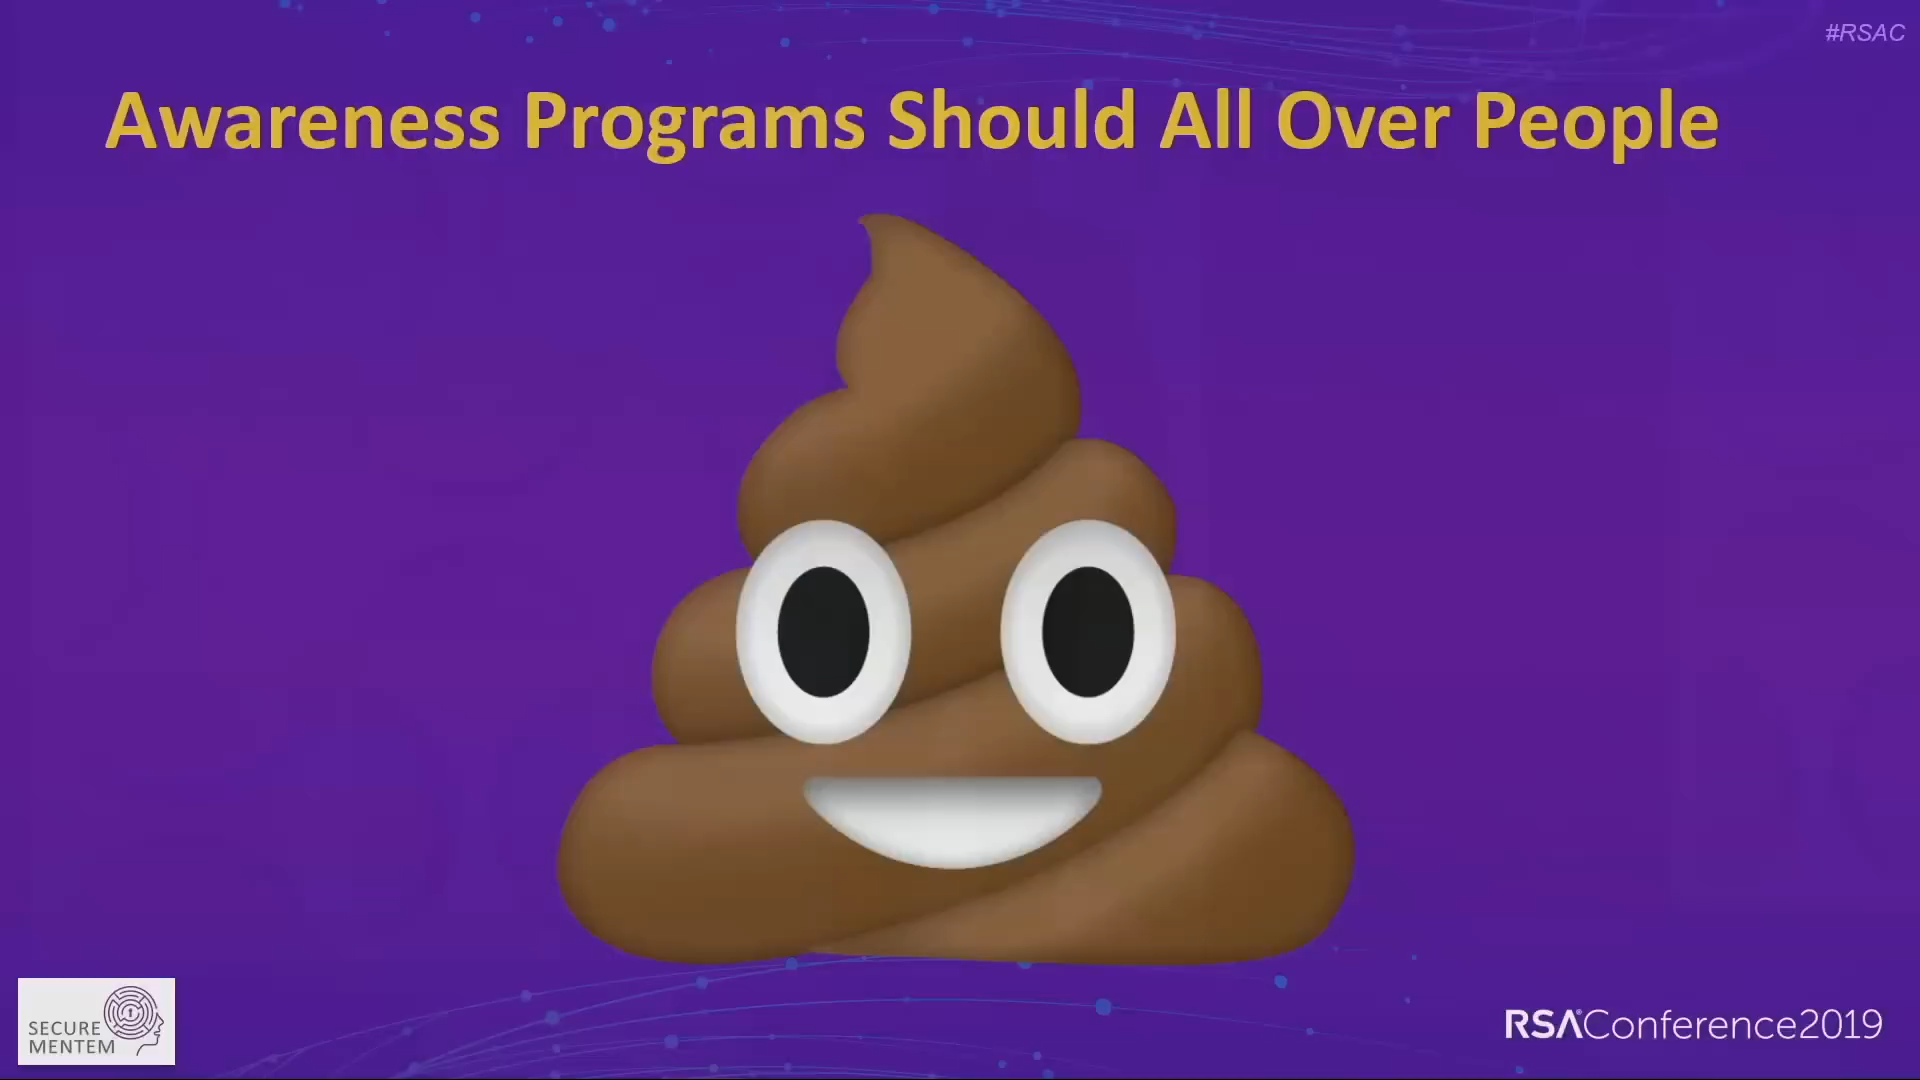 #RSAC
Awareness Programs Should All Over People
SECURE
MENTEM
RSAConference2019